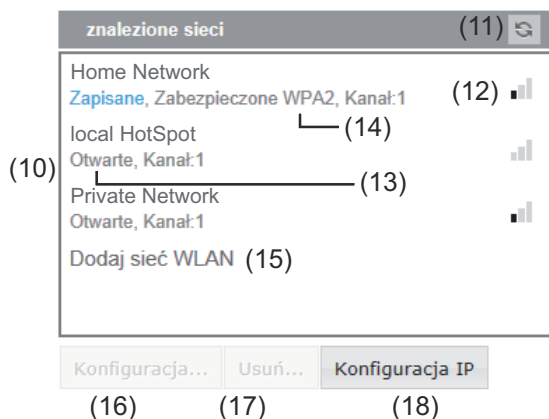 znalezione sieci (11)
Home Network
Zapisane, Zabezpieczone WPA2, Kanał:1 (12)
(14)
local HotSpot
(10) Otwarte, Kanał:1
(13)
Private Network
Otwarte, Kanał:1
Dodaj sieć WLAN (15)
Konfiguracja... Usuń... Konfiguracja IP
(16) (17) (18)